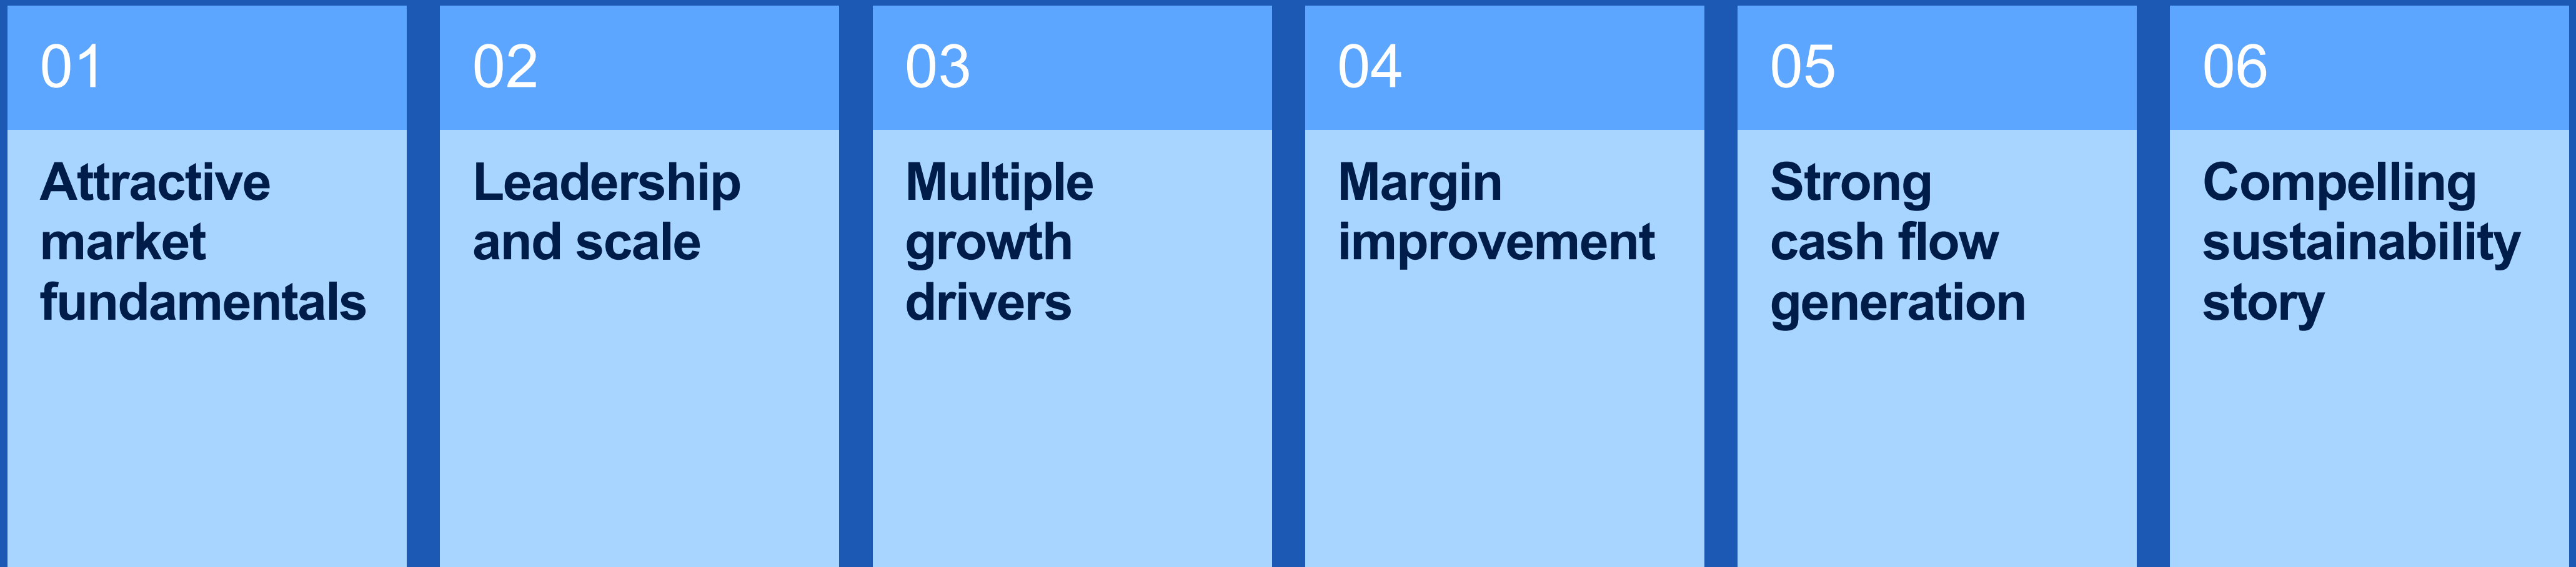 01
Attractive
market
fundamentals
02
Leadership
and scale
03
Multiple
growth
drivers
04
Margin
improvement
05
Strong
cash flow
generation
06
Compelling
sustainability
story